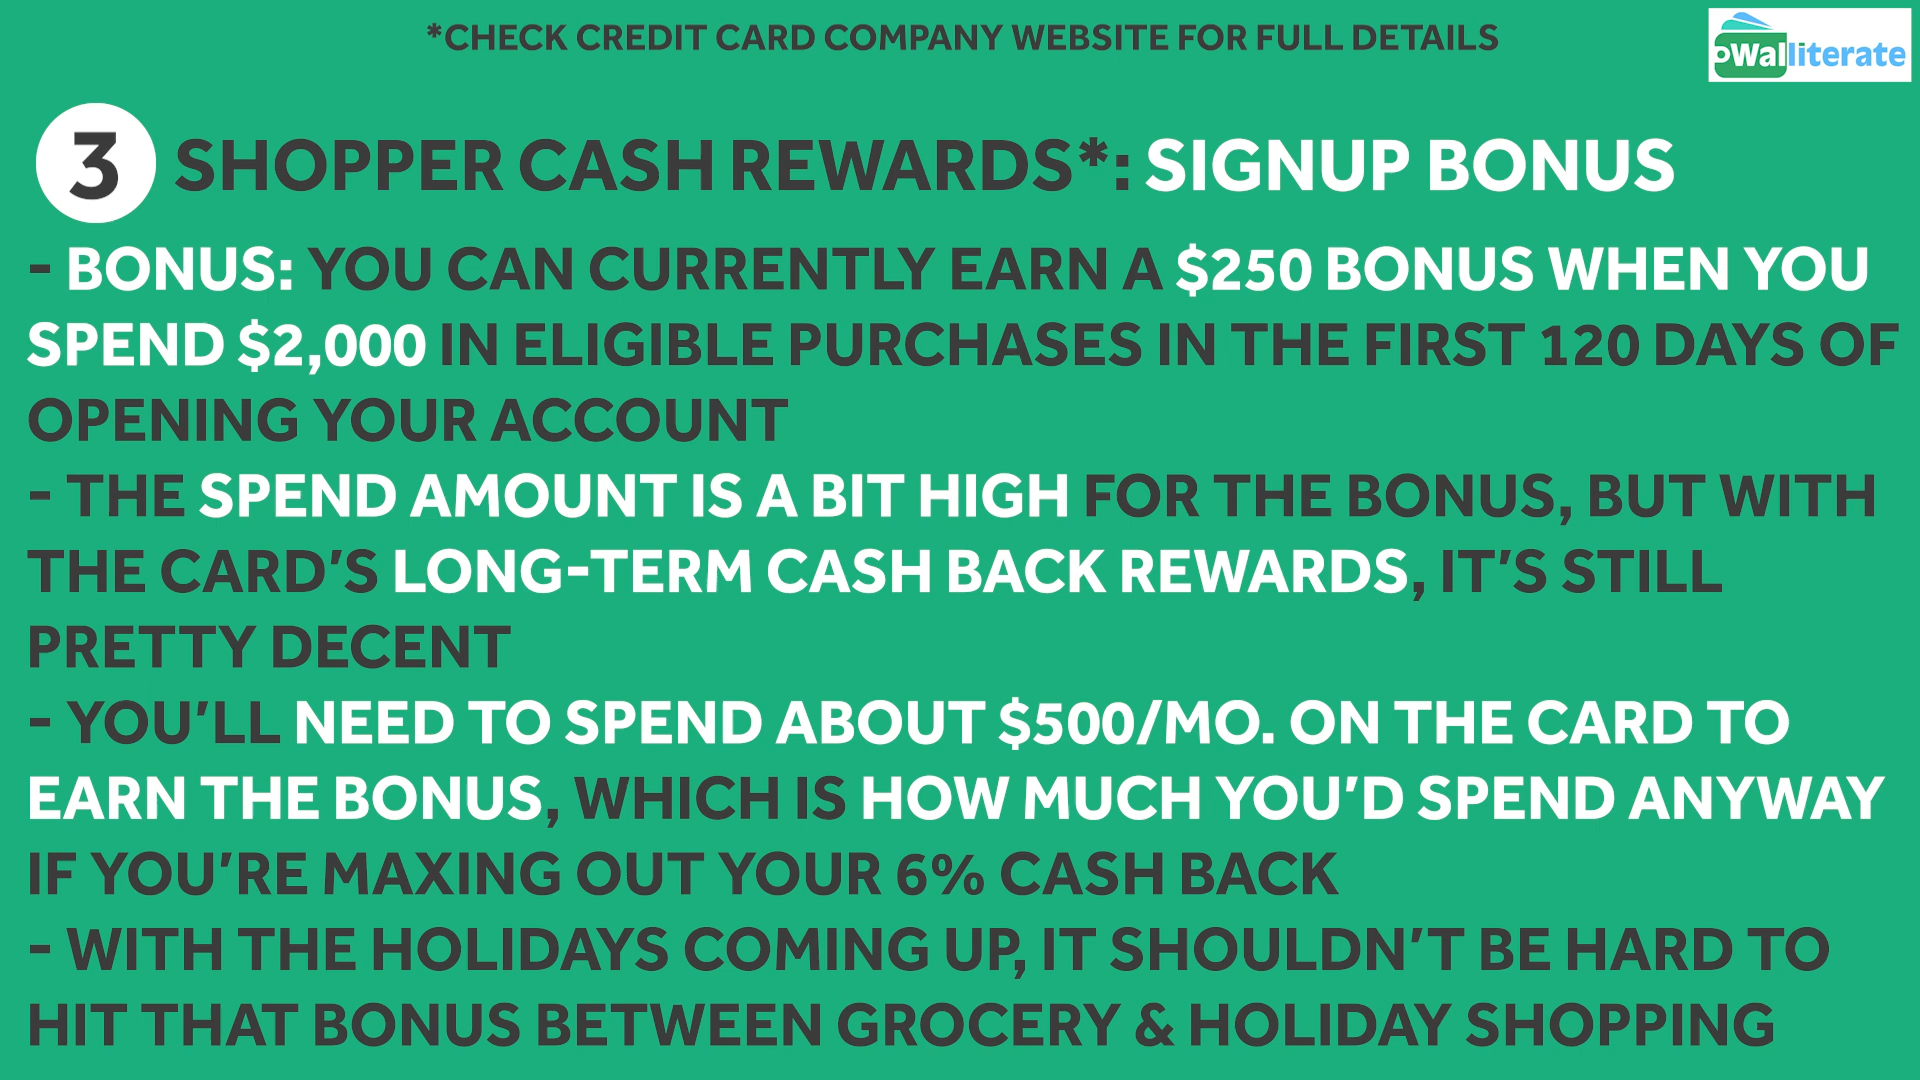 *CHECK CREDIT CARD COMPANY WEBSITE FOR FULL DETAILS
Walliterate
3 SHOPPER CASH REWARDS*: SIGNUP BONUS
- BONUS: YOU CAN CURRENTLY EARN A $250 BONUS WHEN YOU
SPEND $2,000 IN ELIGIBLE PURCHASES IN THE FIRST 120 DAYS OF
OPENING YOUR ACCOUNT
- THE SPEND AMOUNT IS A BIT HIGH FOR THE BONUS, BUT WITH
THE CARD'S LONG-TERM CASH BACK REWARDS, IT'S STILL
PRETTY DECENT
- YOU'LL NEED TO SPEND ABOUT $500/MO. ON THE CARD TO
EARN THE BONUS, WHICH IS HOW MUCH YOU'D SPEND ANYWAY
IF YOU'RE MAXING OUT YOUR 6% CASH BACK
- WITH THE HOLIDAYS COMING UP, IT SHOULDN'T BE HARD TO
HIT THAT BONUS BETWEEN GROCERY & HOLIDAY SHOPPING